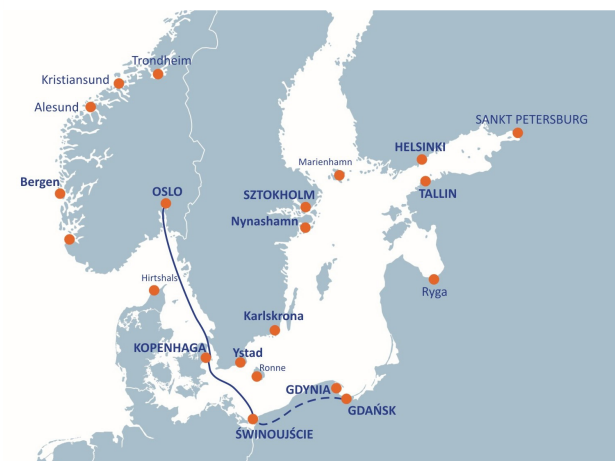 Trondheim
Kristiansund
Alesund
SANKT PETERSBURG
HELSINKI
Marienhamn
Bergen
OSLO
SZTOKHOLM
TALLIN
Nynashamn
Hirtshals
Ryga
Karlskrona
KOPENHAGA
Ystad
Ronne
GDYNIA
GDAŃSK
ŚWINOUJŚCIE